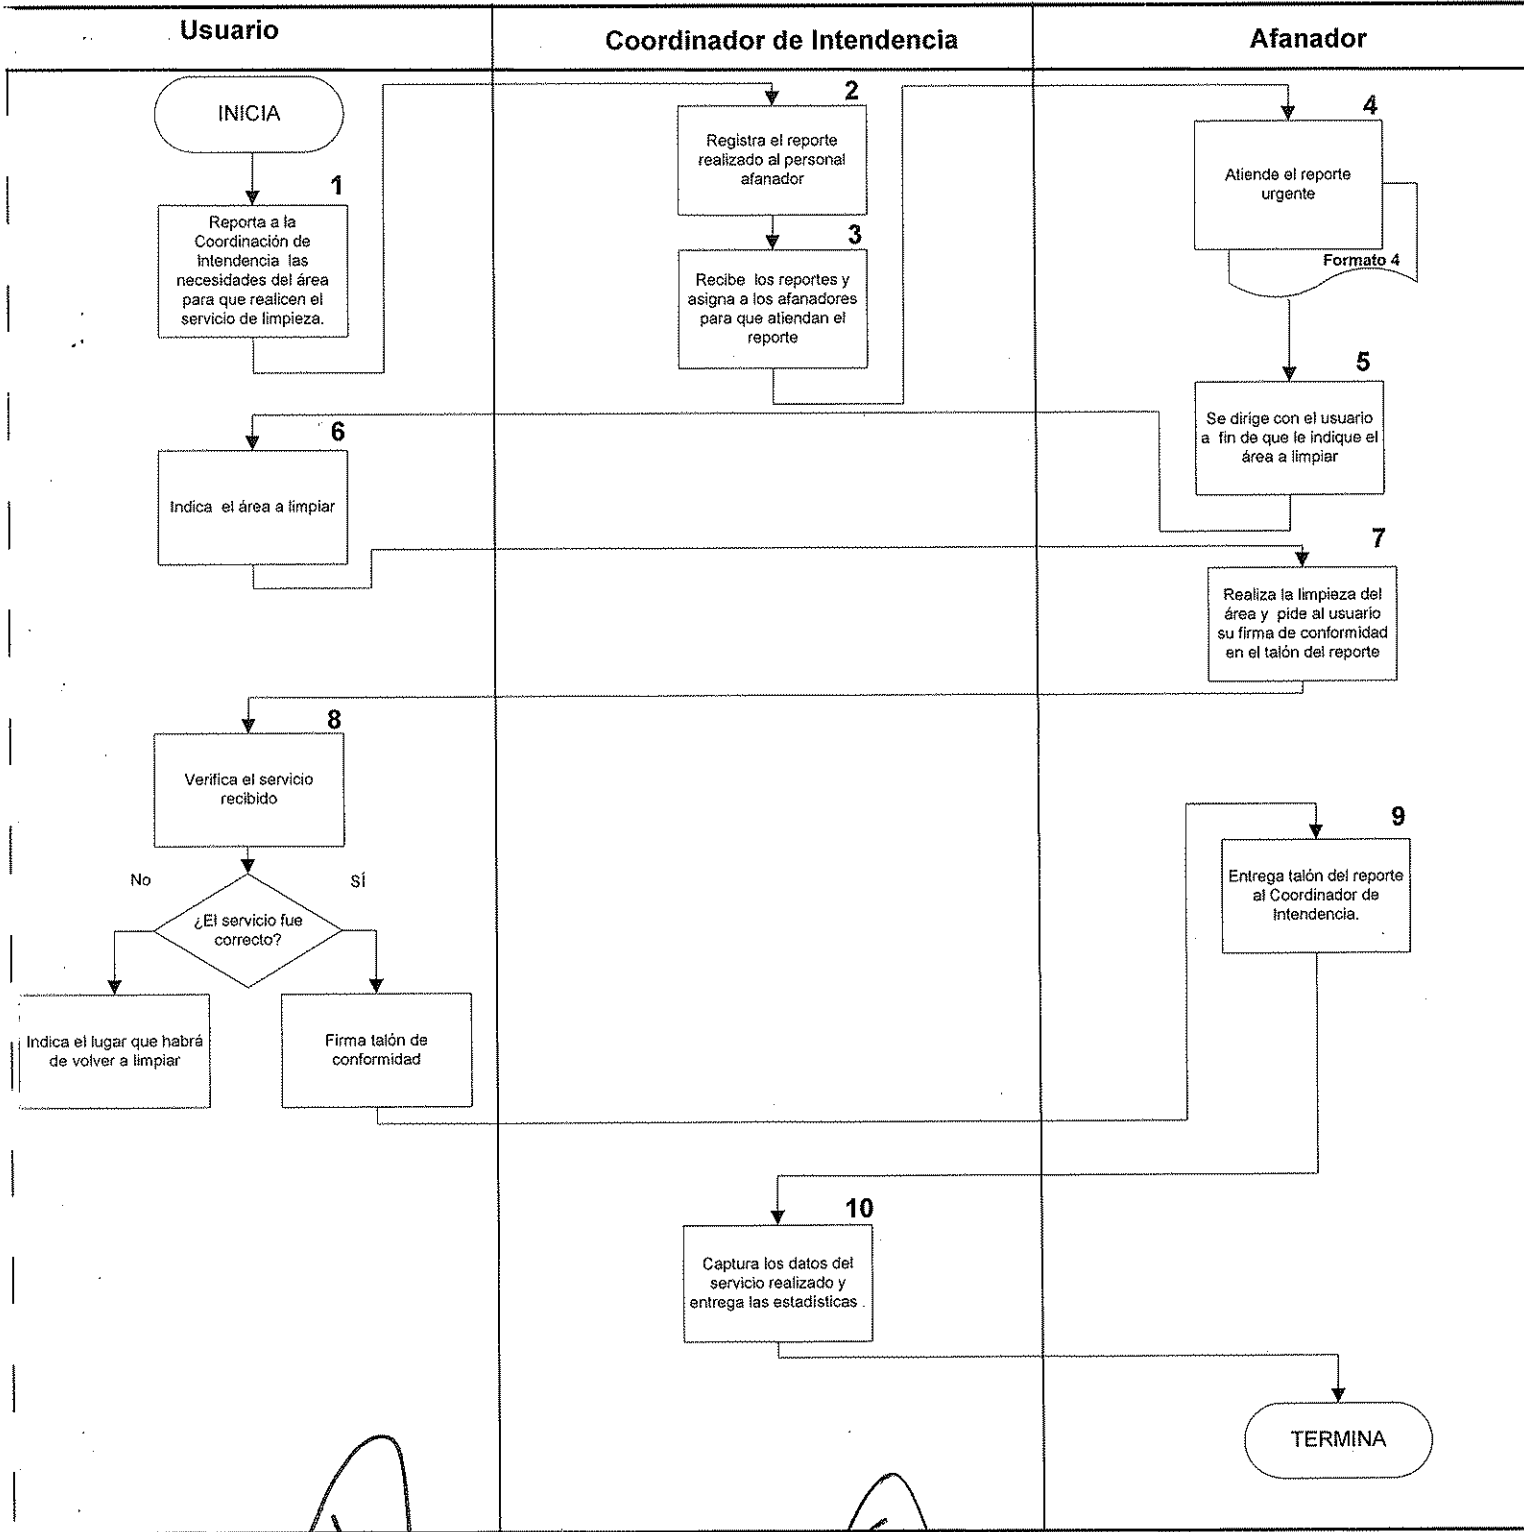 Usuario
Coordinador de Intendencia
Afanador
INICIA
1
Reporta a la
Coordinación de
Intendencia las
necesidades del área
para que realicen el
servicio de limpieza.
2
Registra el reporte
realizado al personal
afanador
3
Recibe los reportes y
asigna a los afanadores
para que atiendan el
reporte
4
Atiende el reporte
urgente
Formato 4
5
Se dirige con el usuario
a fin de que le indique el
área a limpiar
6
Indica el área a limpiar
7
Realiza la limpieza del
área y pide al usuario
su firma de conformidad
en el talón del reporte
8
Verifica el servicio
recibido
No
SÍ
¿El servicio fue
correcto?
Indica el lugar que habrá
de volver a limpiar
Firma talón de
conformidad
9
Entrega talón del reporte
al Coordinador de
Intendencia.
10
Captura los datos del
servicio realizado y
entrega las estadísticas .
TERMINA